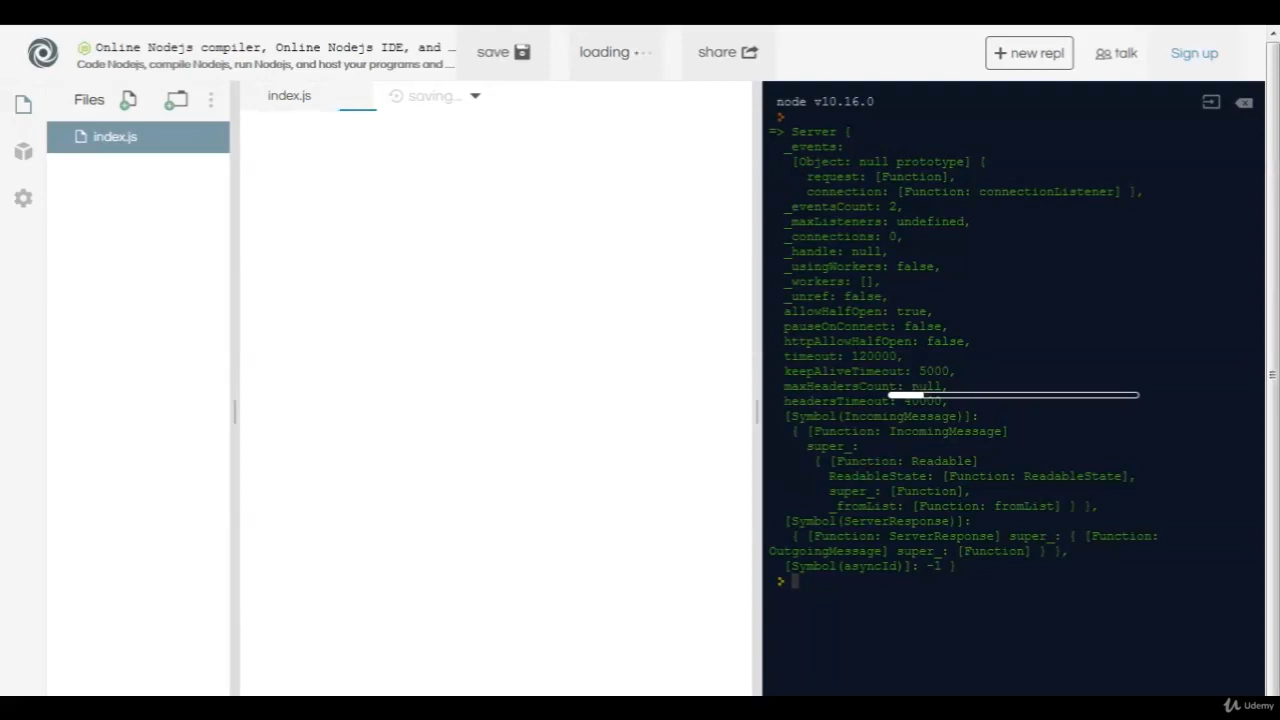 Online Nodejs compiler, Online Nodejs IDE, and ...
Code Nodejs, compile Nodejs, run Nodejs, and host your programs and ...
save
loading ...
share
+ new repl
talk
Sign up
Files
index.js
index.js
saving...
node v10.16.0
>
=> Server {
_events:
[Object: null prototype] {
request: [Function],
connection: [Function: connectionListener] },
_eventsCount: 2,
_maxListeners: undefined,
_connections: 0,
_handle: null,
_usingWorkers: false,
_workers: [],
_unref: false,
allowHalfOpen: true,
pauseOnConnect: false,
httpAllowHalfOpen: false,
timeout: 120000,
keepAliveTimeout: 5000,
maxHeadersCount: null,
headersTimeout: 40000,
[Symbol(IncomingMessage)]:
{ [Function: IncomingMessage]
super_:
{ [Function: Readable]
ReadableState: [Function: ReadableState],
super_: [Function],
_fromList: [Function: fromList] } },
[Symbol(ServerResponse)]:
{ [Function: ServerResponse] super_: { [Function:
OutgoingMessage] super_: [Function] } },
[Symbol(asyncId)]: -1 }
>
Udemy